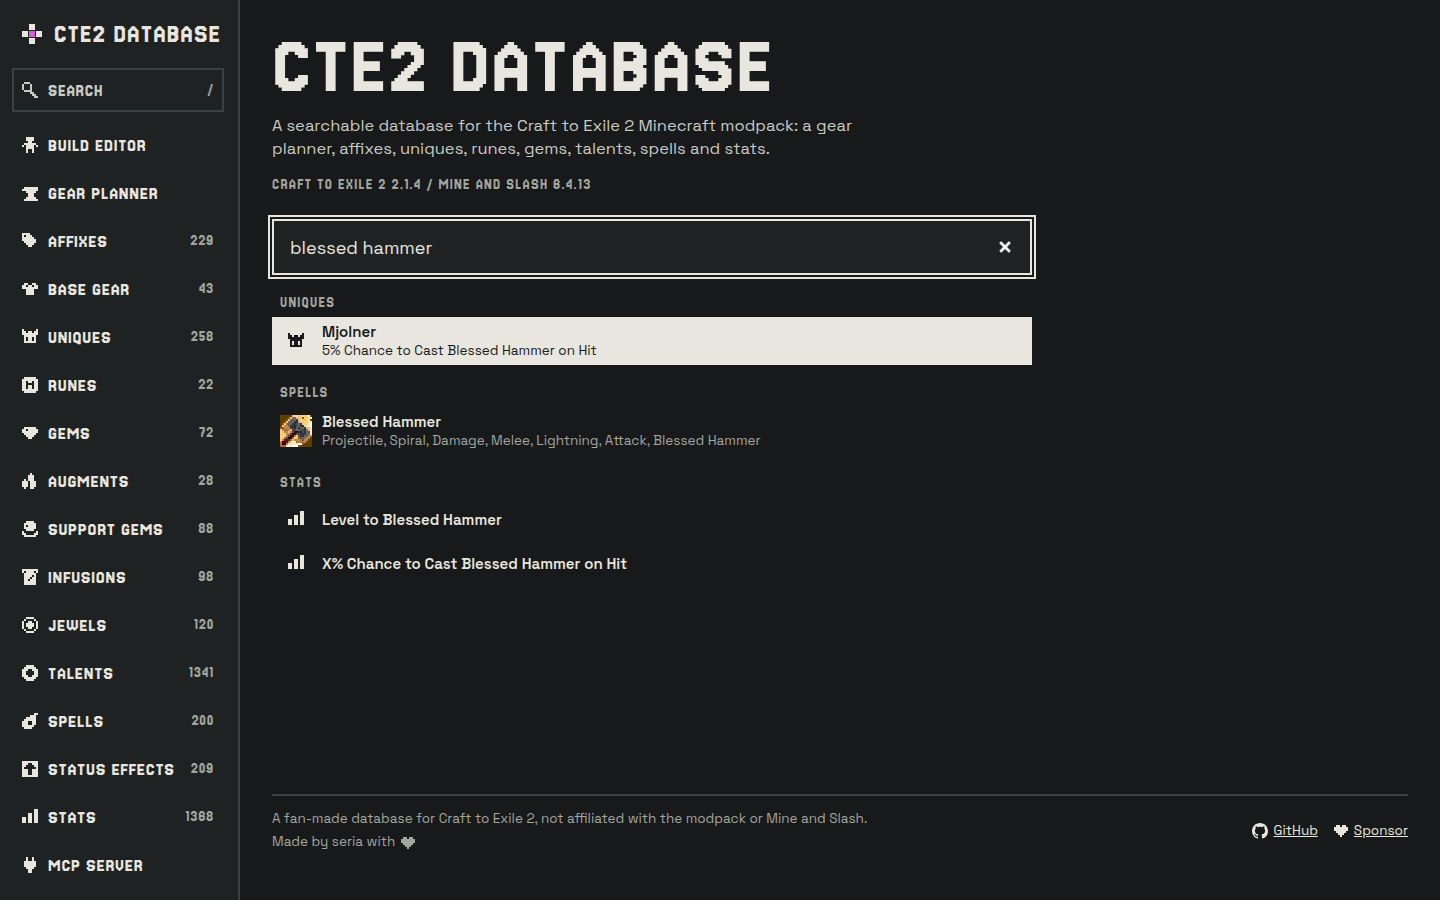 CTE2 DATABASE
SEARCH /
BUILD EDITOR
GEAR PLANNER
AFFIXES 229
BASE GEAR 43
UNIQUES 258
RUNES 22
GEMS 72
AUGMENTS 28
SUPPORT GEMS 88
INFUSIONS 98
JEWELS 120
TALENTS 1341
SPELLS 200
STATUS EFFECTS 209
STATS 1368
MCP SERVER
CTE2 DATABASE
A searchable database for the Craft to Exile 2 Minecraft modpack: a gear
planner, affixes, uniques, runes, gems, talents, spells and stats.
CRAFT TO EXILE 2 2.1.4 / MINE AND SLASH 6.4.13
blessed hammer
UNIQUES
Mjolner
5% Chance to Cast Blessed Hammer on Hit
SPELLS
Blessed Hammer
Projectile, Spiral, Damage, Melee, Lightning, Attack, Blessed Hammer
STATS
Level to Blessed Hammer
X% Chance to Cast Blessed Hammer on Hit
A fan-made database for Craft to Exile 2, not affiliated with the modpack or Mine and Slash.
Made by seria with
GitHub
Sponsor